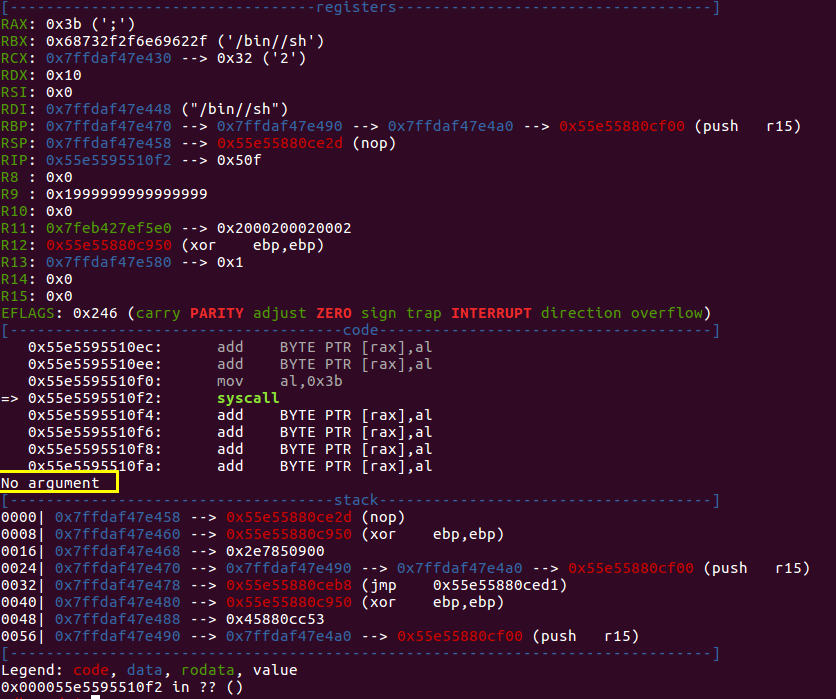 [------------------------------------registers-------------------------------------]
RAX: 0x3b (';')
RBX: 0x68732f2f6e69622f ('/bin//sh')
RCX: 0x7ffdaf47e430 --> 0x32 ('2')
RDX: 0x10
RSI: 0x0
RDI: 0x7ffdaf47e448 ("/bin//sh")
RBP: 0x7ffdaf47e470 --> 0x7ffdaf47e490 --> 0x7ffdaf47e4a0 --> 0x55e55880cf00 (push   r15)
RSP: 0x7ffdaf47e458 --> 0x55e55880ce2d (nop)
RIP: 0x55e5595510f2 --> 0x50f
R8 : 0x0
R9 : 0x1999999999999999
R10: 0x0
R11: 0x7feb427ef5e0 --> 0x2000200020002
R12: 0x55e55880c950 (xor    ebp,ebp)
R13: 0x7ffdaf47e580 --> 0x1
R14: 0x0
R15: 0x0
EFLAGS: 0x246 (carry PARITY adjust ZERO sign trap INTERRUPT direction overflow)
[---------------------------------------code---------------------------------------]
   0x55e5595510ec:      add    BYTE PTR [rax],al
   0x55e5595510ee:      add    BYTE PTR [rax],al
   0x55e5595510f0:      mov    al,0x3b
=> 0x55e5595510f2:      syscall
   0x55e5595510f4:      add    BYTE PTR [rax],al
   0x55e5595510f6:      add    BYTE PTR [rax],al
   0x55e5595510f8:      add    BYTE PTR [rax],al
   0x55e5595510fa:      add    BYTE PTR [rax],al
No argument
[--------------------------------------stack---------------------------------------]
0000| 0x7ffdaf47e458 --> 0x55e55880ce2d (nop)
0008| 0x7ffdaf47e460 --> 0x55e55880c950 (xor    ebp,ebp)
0016| 0x7ffdaf47e468 --> 0x2e7850900
0024| 0x7ffdaf47e470 --> 0x7ffdaf47e490 --> 0x7ffdaf47e4a0 --> 0x55e55880cf00 (push   r15)
0032| 0x7ffdaf47e478 --> 0x55e55880ceb8 (jmp    0x55e55880ced1)
0040| 0x7ffdaf47e480 --> 0x55e55880c950 (xor    ebp,ebp)
0048| 0x7ffdaf47e488 --> 0x45880cc53
0056| 0x7ffdaf47e490 --> 0x7ffdaf47e4a0 --> 0x55e55880cf00 (push   r15)
[----------------------------------------------------------------------------------]
Legend: code, data, rodata, value
0x000055e5595510f2 in ?? ()